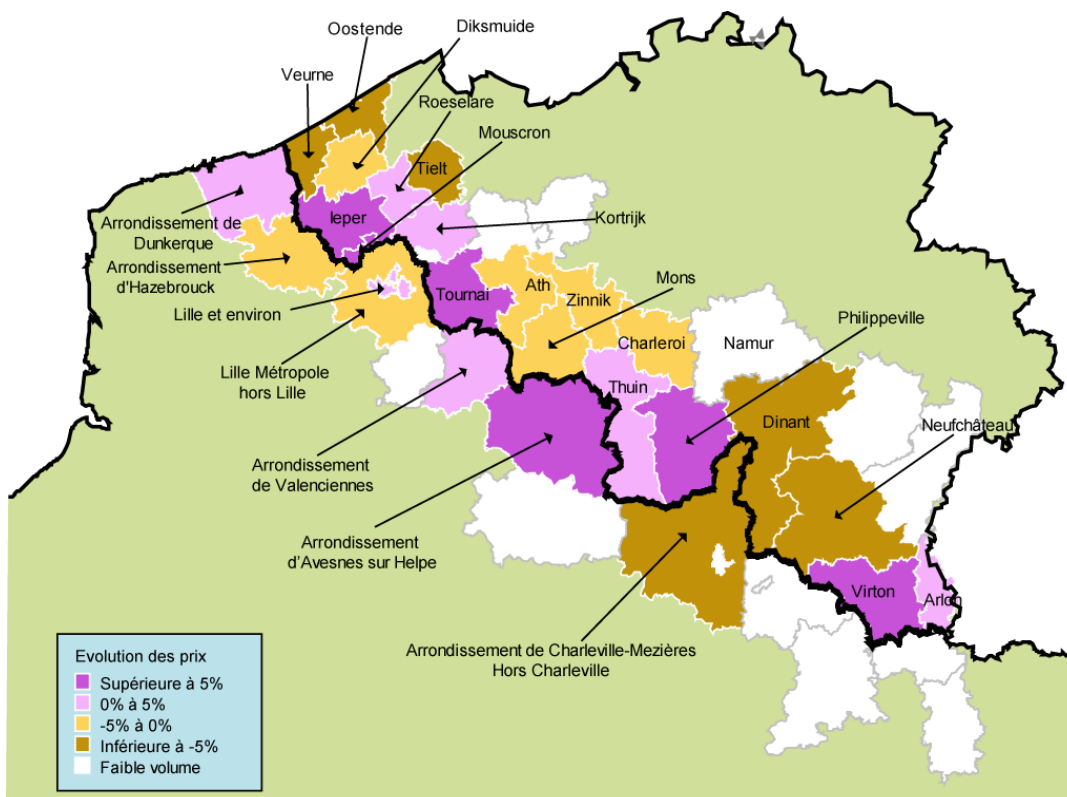 Oostende
Diksmuide
Veurne
Roeselare
Mouscron
Tielt
Ieper
Kortrijk
Arrondissement de
Dunkerque
Arrondissement
d'Hazebrouck
Mons
Ath
Tournai
Zinnik
Lille et environ
Philippeville
Charleroi
Namur
Lille Métropole
hors Lille
Thuin
Dinant
Neufchâteau
Arrondissement
de Valenciennes
Arrondissement
d'Avesnes sur Helpe
Virton
Arlon
Arrondissement de Charleville-Mezières
Hors Charleville
Evolution des prix
Supérieure à 5%
0% à 5%
-5% à 0%
Inférieure à -5%
Faible volume